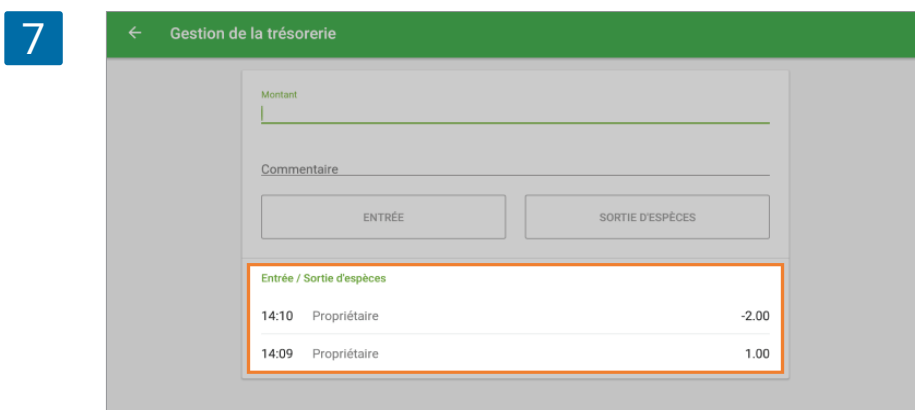 7
Gestion de la trésorerie
Montant
Commentaire
ENTRÉE SORTIE D'ESPÈCES
Entrée / Sortie d'espèces
14:10 Propriétaire -2.00
14:09 Propriétaire 1.00